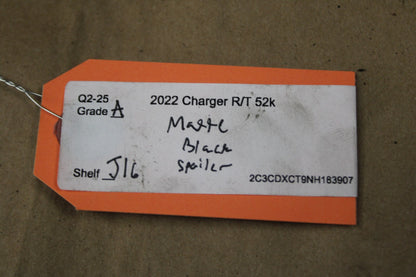 Q2-25
Grade A
2022 Charger R/T 52k
Matte
Black
Spoiler
Shelf J16
2C3CDXCT9NH183907